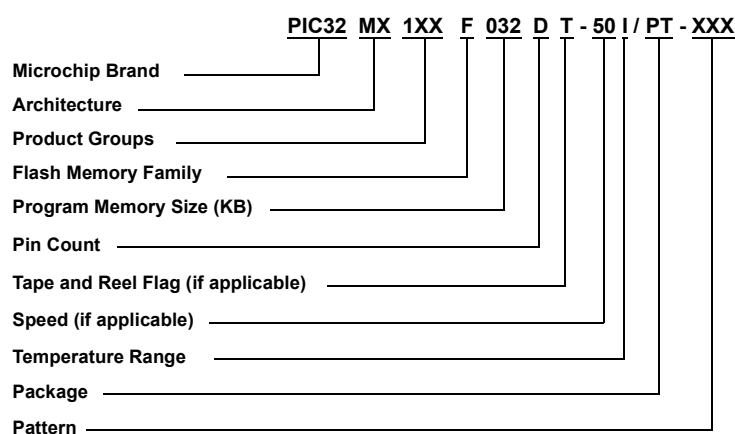 PIC32 MX 1XX F 032 D T - 50 I / PT - XXX
Microchip Brand
Architecture
Product Groups
Flash Memory Family
Program Memory Size (KB)
Pin Count
Tape and Reel Flag (if applicable)
Speed (if applicable)
Temperature Range
Package
Pattern